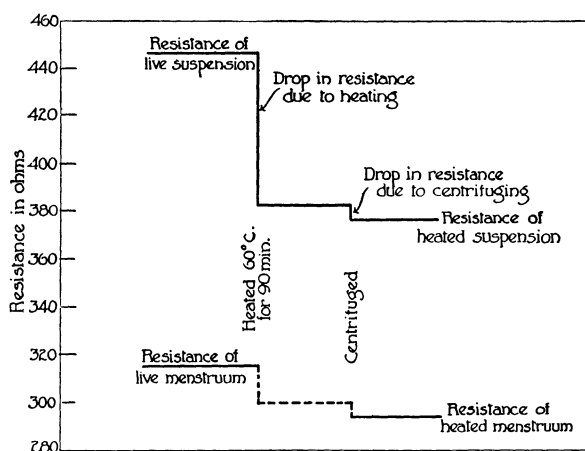 460
440
420
400
380
360
340
320
300
280
Resistance in ohms
Resistance of
live suspension
Drop in resistance
due to heating
Drop in resistance
due to centrifuging
Resistance of
heated suspension
Heated 60°C.
for 90 min.
Centrifuged
Resistance of
live menstruum
Resistance of
heated menstruum